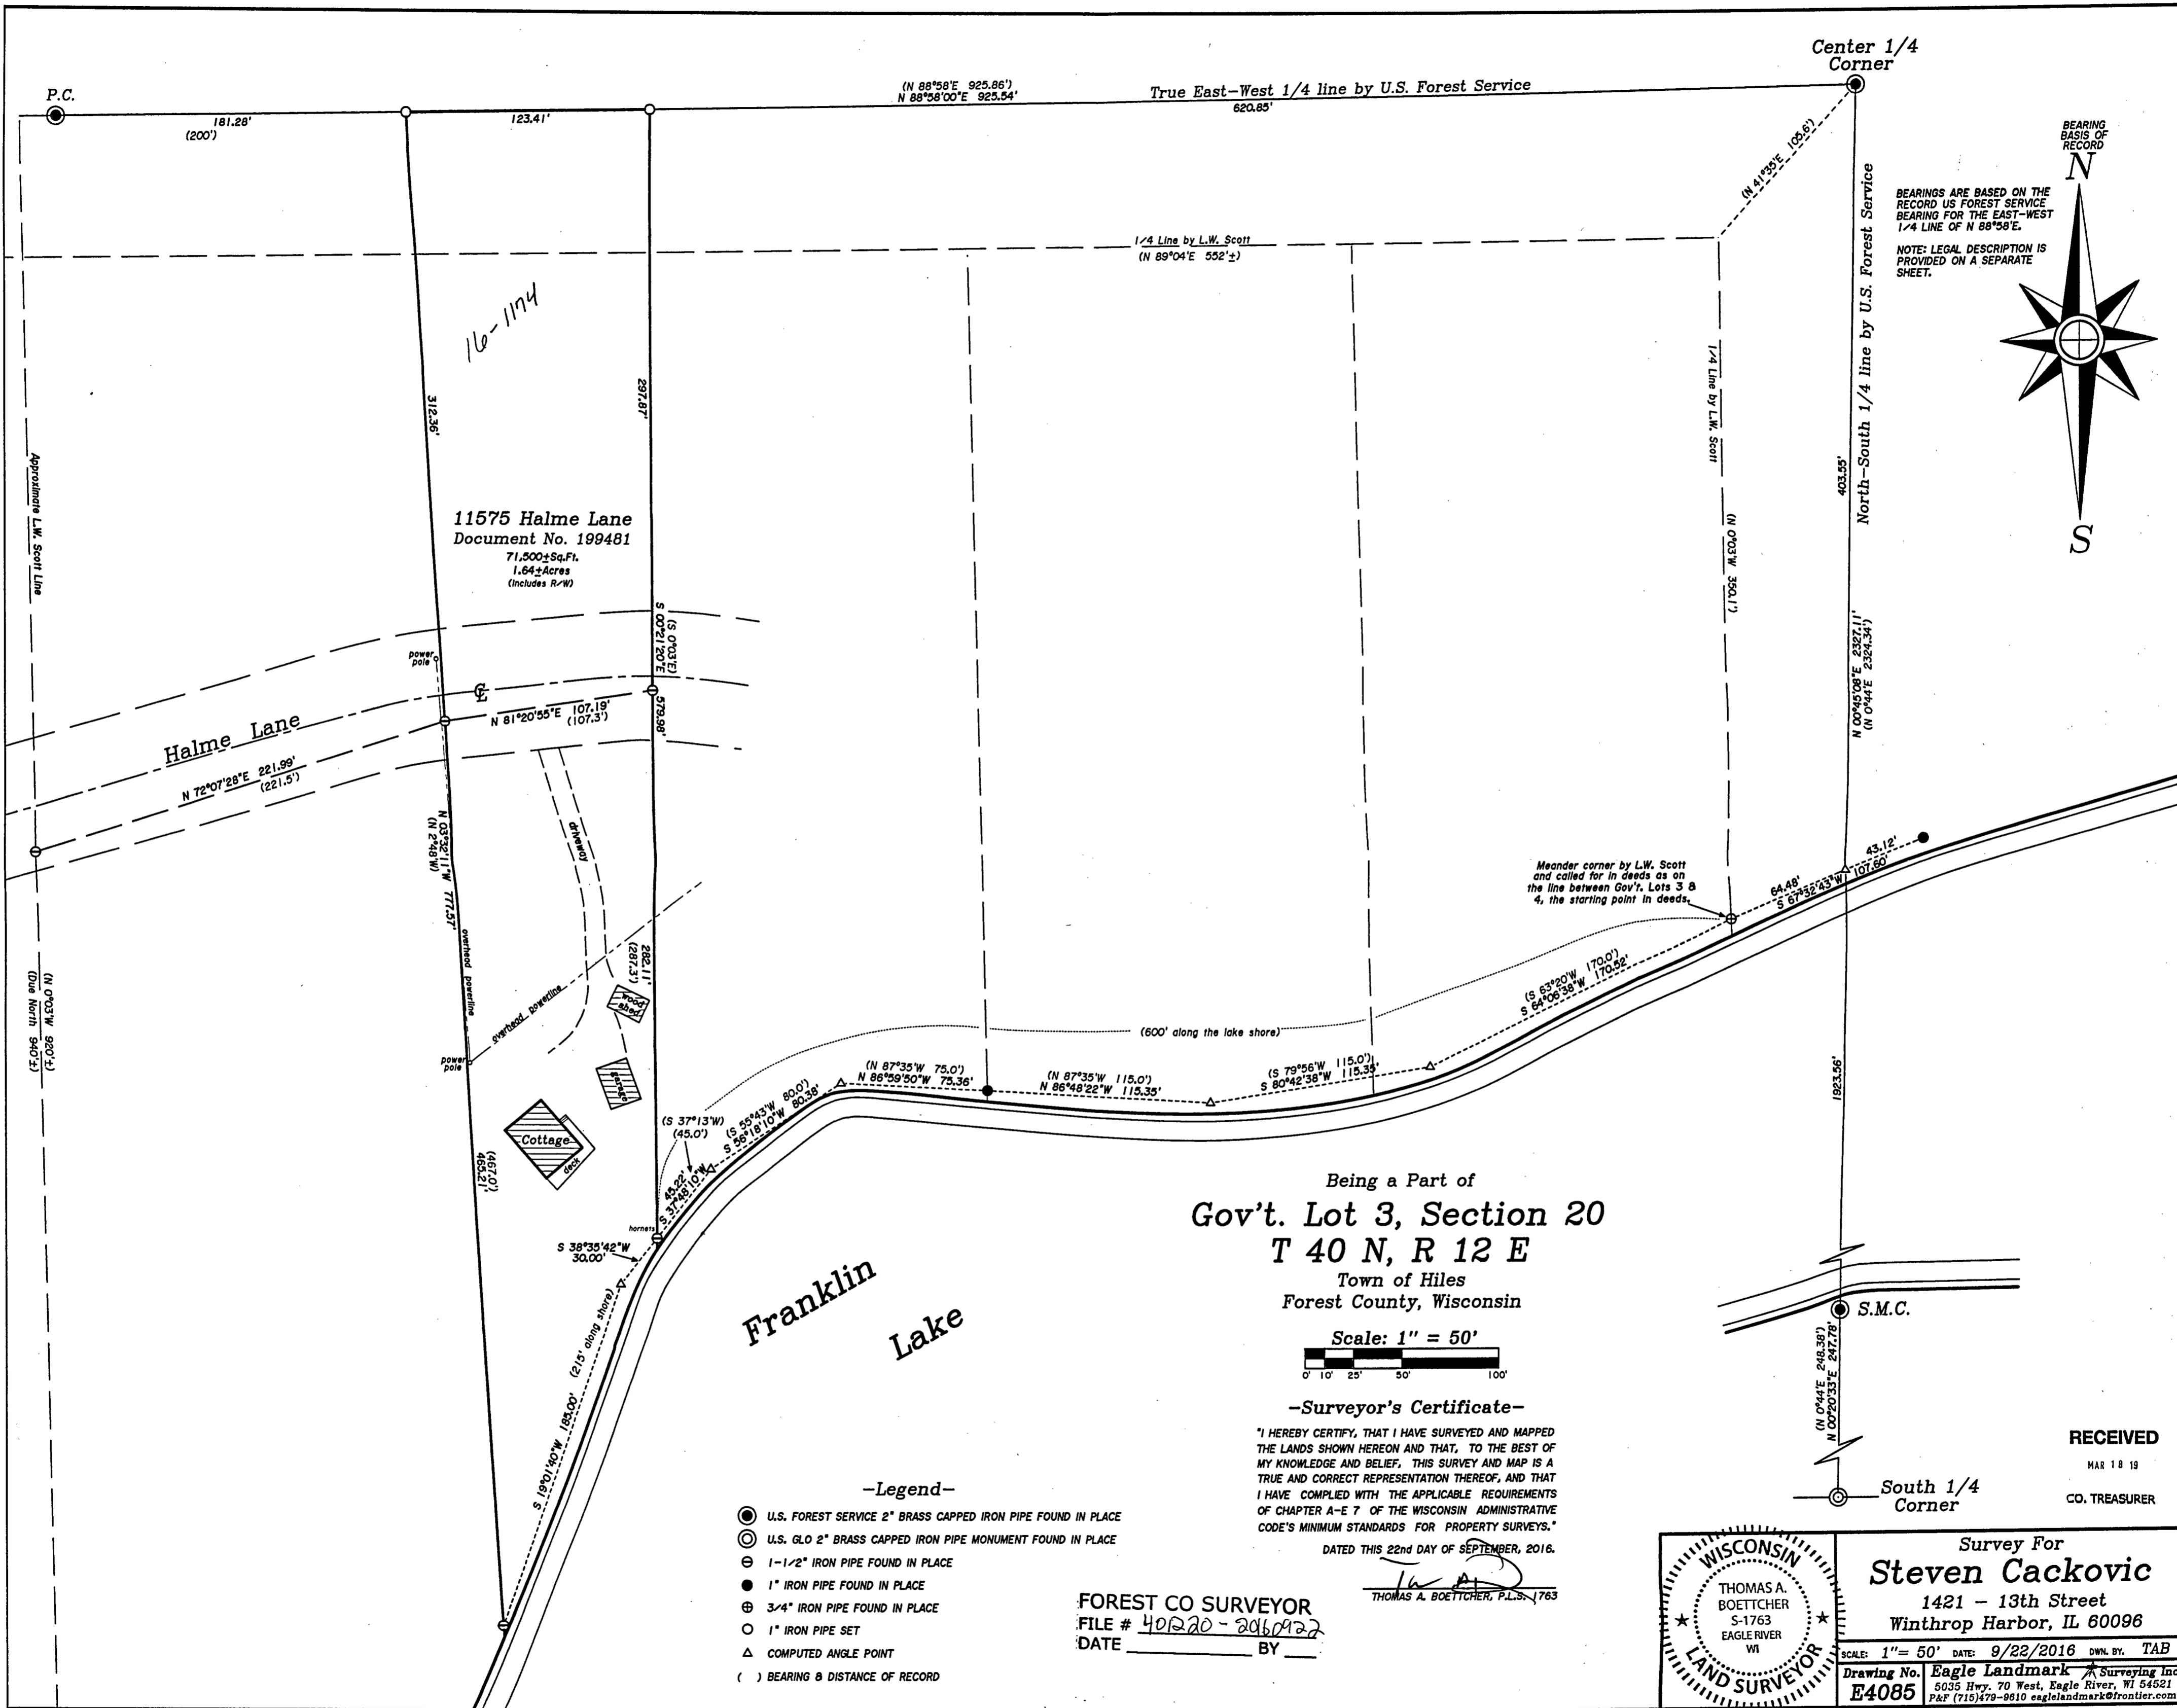 Center 1/4
Corner
P.C.
(N 88°58'E 925.86')
N 88°58'00"E 925.54'
True East-West 1/4 line by U.S. Forest Service
181.28'
(200')
123.41'
620.85'
(N 41°35'E 105.6')
BEARING
BASIS OF
RECORD
N
BEARINGS ARE BASED ON THE
RECORD US FOREST SERVICE
BEARING FOR THE EAST-WEST
1/4 LINE OF N 88°58'E.
NOTE: LEGAL DESCRIPTION IS
PROVIDED ON A SEPARATE
SHEET.
S
1/4 Line by L.W. Scott
(N 89°04'E 552'±)
16-1174
312.36'
297.87'
1/4 Line by L.W. Scott
(N 0°03'W 350.1')
403.55'
North-South 1/4 line by U.S. Forest Service
N 00°45'08"E 2327.11'
(N 0°44'E 2324.34')
Approximate L.W. Scott Line
11575 Halme Lane
Document No. 199481
71,500±Sq.Ft.
1.64±Acres
(Includes R/W)
(S 0°03'E)
S 00°21'20"E 579.98'
power
pole
CL
N 81°20'55"E 107.19'
(107.3')
Halme Lane
N 72°07'28"E 221.99'
(221.5')
N 03°32'11"W 777.57'
(N 2°48'W)
driveway
overhead powerline
overhead powerline
282.11'
(287.3')
wood
shed
garage
power
pole
(N 0°03'W 920'±)
(Due North 940'±)
Cottage
deck
(467.0')
465.21'
hornets
S 38°35'42"W
30.00'
(215' along shore)
S 19°01'40"W 185.00'
(S 37°13'W)
(45.0')
45.22'
S 37°48'10"W
(S 55°43'W 80.0')
S 56°18'10"W 80.38'
(N 87°35'W 75.0')
N 86°59'50"W 75.36'
(600' along the lake shore)
(N 87°35'W 115.0')
N 86°48'22"W 115.35'
(S 79°56'W 115.0')
S 80°42'38"W 115.35'
(S 63°20'W 170.0')
S 64°06'38"W 170.52'
Meander corner by L.W. Scott
and called for in deeds as on
the line between Gov't. Lots 3 &
4, the starting point in deeds.
64.48'
43.12'
S 67°32'43"W 107.60'
1923.56'
S.M.C.
(N 0°44'E 248.38')
N 00°20'33"E 247.78'
South 1/4
Corner
Franklin
Lake
Being a Part of
Gov't. Lot 3, Section 20
T 40 N, R 12 E
Town of Hiles
Forest County, Wisconsin
Scale: 1" = 50'
0' 10' 25' 50' 100'
-Surveyor's Certificate-
"I HEREBY CERTIFY, THAT I HAVE SURVEYED AND MAPPED
THE LANDS SHOWN HEREON AND THAT, TO THE BEST OF
MY KNOWLEDGE AND BELIEF, THIS SURVEY AND MAP IS A
TRUE AND CORRECT REPRESENTATION THEREOF, AND THAT
I HAVE COMPLIED WITH THE APPLICABLE REQUIREMENTS
OF CHAPTER A-E 7 OF THE WISCONSIN ADMINISTRATIVE
CODE'S MINIMUM STANDARDS FOR PROPERTY SURVEYS."
DATED THIS 22nd DAY OF SEPTEMBER, 2016.
THOMAS A. BOETTCHER, P.L.S. 1763
-Legend-
U.S. FOREST SERVICE 2" BRASS CAPPED IRON PIPE FOUND IN PLACE
U.S. GLO 2" BRASS CAPPED IRON PIPE MONUMENT FOUND IN PLACE
1-1/2" IRON PIPE FOUND IN PLACE
1" IRON PIPE FOUND IN PLACE
3/4" IRON PIPE FOUND IN PLACE
1" IRON PIPE SET
COMPUTED ANGLE POINT
( ) BEARING & DISTANCE OF RECORD
FOREST CO SURVEYOR
FILE # 401220-20160922
DATE BY
RECEIVED
MAR 18 19
CO. TREASURER
WISCONSIN
THOMAS A.
BOETTCHER
S-1763
EAGLE RIVER
WI
LAND SURVEYOR
Survey For
Steven Cackovic
1421 - 13th Street
Winthrop Harbor, IL 60096
SCALE: 1"= 50' DATE: 9/22/2016 DWN. BY. TAB
Drawing No.
E4085
Eagle Landmark Surveying Inc
5035 Hwy. 70 West, Eagle River, WI 54521
P&F (715)479-9610 eaglelandmark@frontier.com